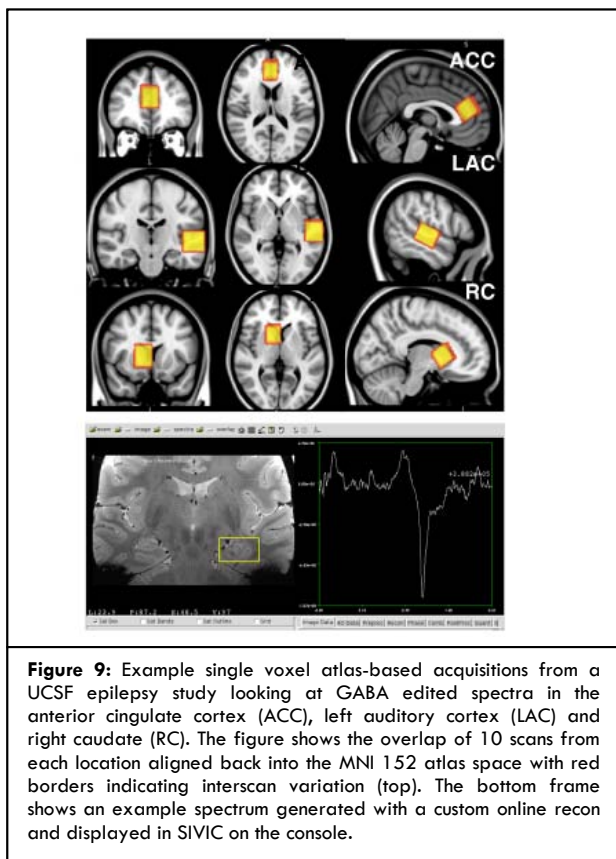 ACC
LAC
RC
exam image spectra overlap
Figure 9: Example single voxel atlas-based acquisitions from a
UCSF epilepsy study looking at GABA edited spectra in the
anterior cingulate cortex (ACC), left auditory cortex (LAC) and
right caudate (RC). The figure shows the overlap of 10 scans from
each location aligned back into the MNI 152 atlas space with red
borders indicating interscan variation (top). The bottom frame
shows an example spectrum generated with a custom online recon
and displayed in SIVIC on the console.